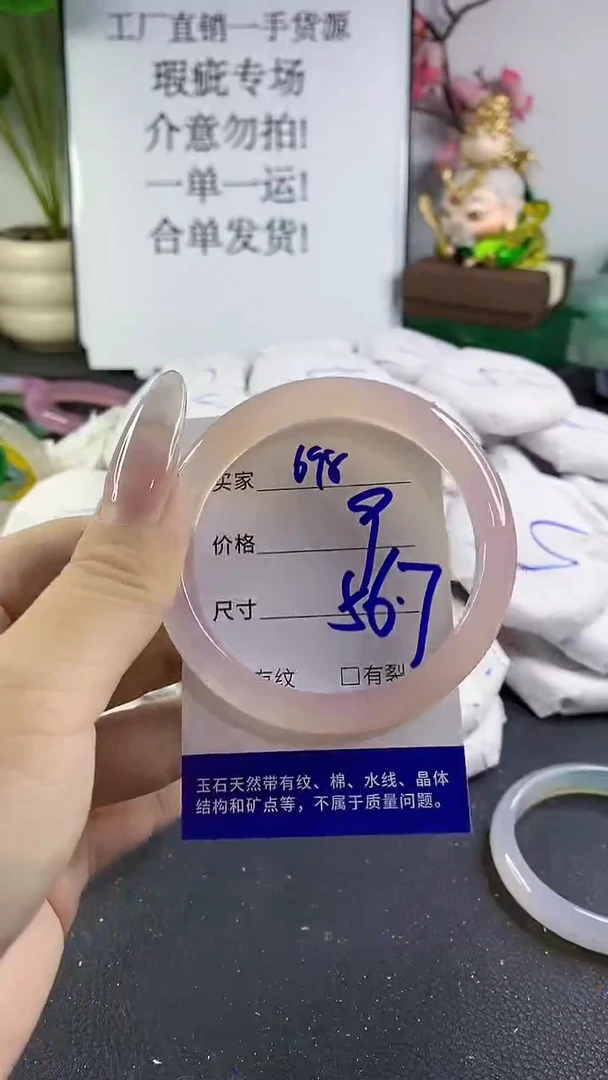 工厂直销一手货源
瑕疵专场
介意勿拍!
一单一运!
合单发货!
买家 698
价格
尺寸 56.7
有纹 □有裂
玉石天然带有纹、棉、水线、晶体
结构和矿点等，不属于质量问题。